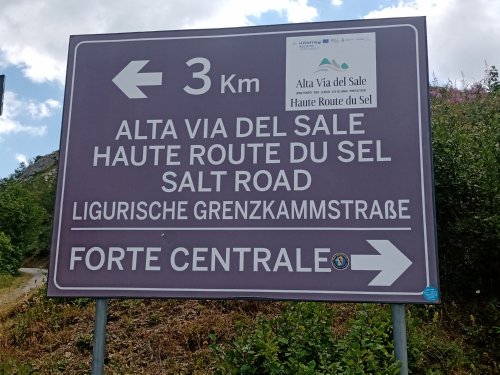 3 Km
Alta Via del Sale
Haute Route du Sel
ALTA VIA DEL SALE
HAUTE ROUTE DU SEL
SALT ROAD
LIGURISCHE GRENZKAMMSTRAßE
FORTE CENTRALE